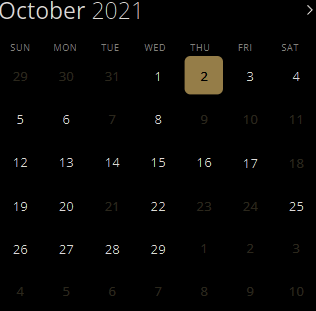 October 2021
SUN MON TUE WED THU FRI SAT
29 30 31 1 2 3 4
5 6 7 8 9 10 11
12 13 14 15 16 17 18
19 20 21 22 23 24 25
26 27 28 29 1 2 3
4 5 6 7 8 9 10